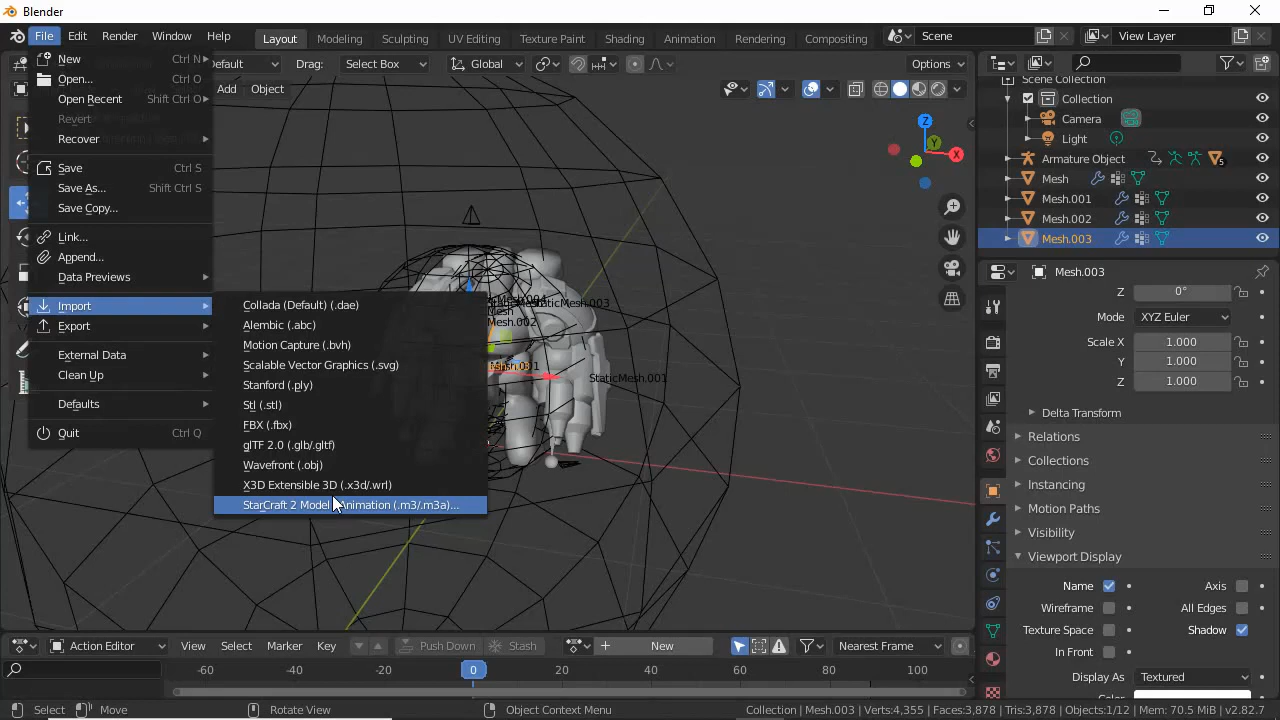 Blender
File Edit Render Window Help
Layout Modeling Sculpting UV Editing Texture Paint Shading Animation Rendering Compositing
Scene
View Layer
Default
Drag:
Select Box
Global
Options
Add Object
New Ctrl N
Open... Ctrl O
Open Recent Shift Ctrl O
Revert
Recover
Save Ctrl S
Save As... Shift Ctrl S
Save Copy...
Link...
Append...
Data Previews
Import
Export
External Data
Clean Up
Defaults
Quit Ctrl Q
Collada (Default) (.dae)
Alembic (.abc)
Motion Capture (.bvh)
Scalable Vector Graphics (.svg)
Stanford (.ply)
Stl (.stl)
FBX (.fbx)
glTF 2.0 (.glb/.gltf)
Wavefront (.obj)
X3D Extensible 3D (.x3d/.wrl)
StarCraft 2 Model Animation (.m3/.m3a)...
StaticMesh.003
Mesh
Mesh.002
StaticMesh.001
Z
Y
X
Scene Collection
Collection
Camera
Light
Armature Object 5
Mesh
Mesh.001
Mesh.002
Mesh.003
Mesh.003
Z 0°
Mode XYZ Euler
Scale X 1.000
Y 1.000
Z 1.000
Delta Transform
Relations
Collections
Instancing
Motion Paths
Visibility
Viewport Display
Name Axis
Wireframe All Edges
Texture Space Shadow
In Front
Display As Textured
Color
Action Editor View Select Marker Key Push Down Stash New Nearest Frame
-60 -40 -20 0 20 40 60 80 100
Select Move Rotate View Object Context Menu
Collection | Mesh.003 | Verts:4,355 | Faces:3,878 | Tris:3,878 | Objects:1/12 | Mem: 70.5 MiB | v2.82.7